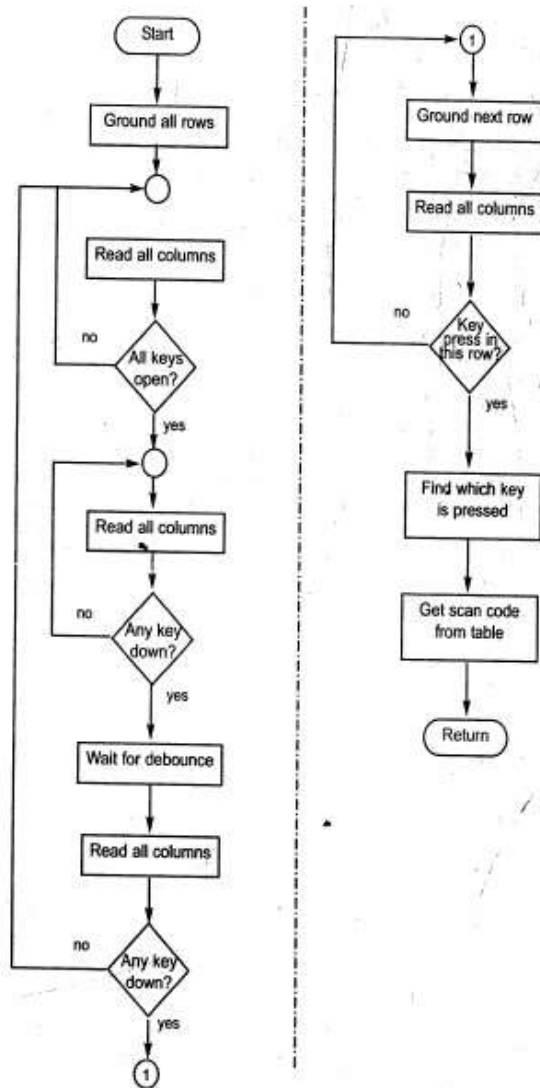 Start
Ground all rows
Read all columns
no
All keys
open?
yes
Read all columns
no
Any key
down?
yes
Wait for debounce
Read all columns
no
Any key
down?
yes
1
1
Ground next row
Read all columns
no
Key
press in
this row?
yes
Find which key
is pressed
Get scan code
from table
Return